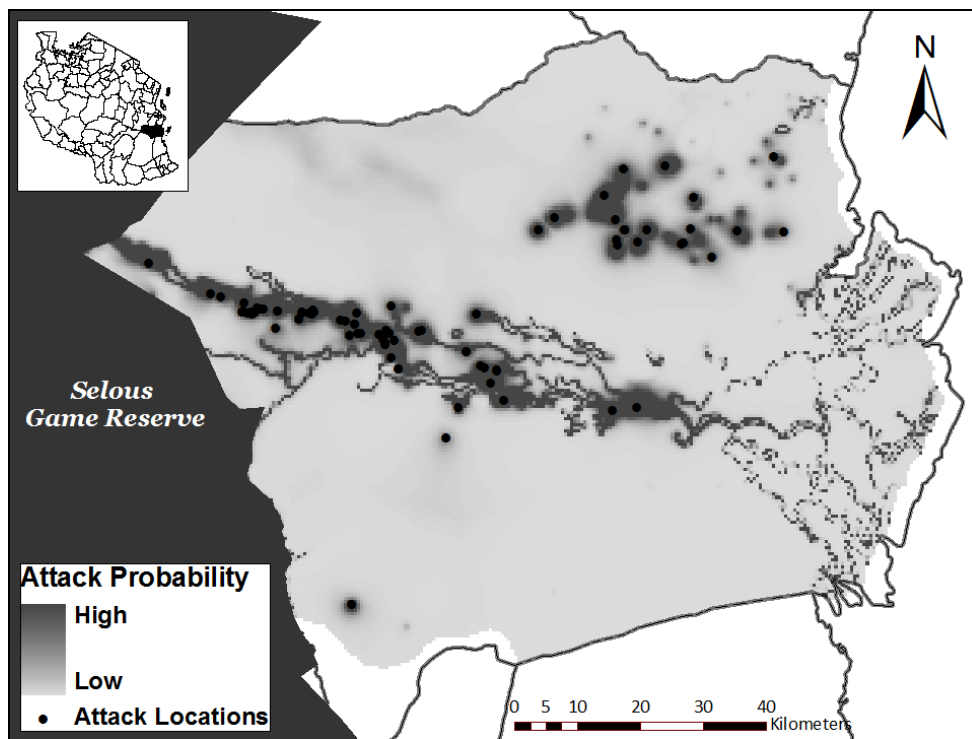 N
Selous
Game Reserve
Attack Probability
High
Low
Attack Locations
0 5 10 20 30 40
Kilometers